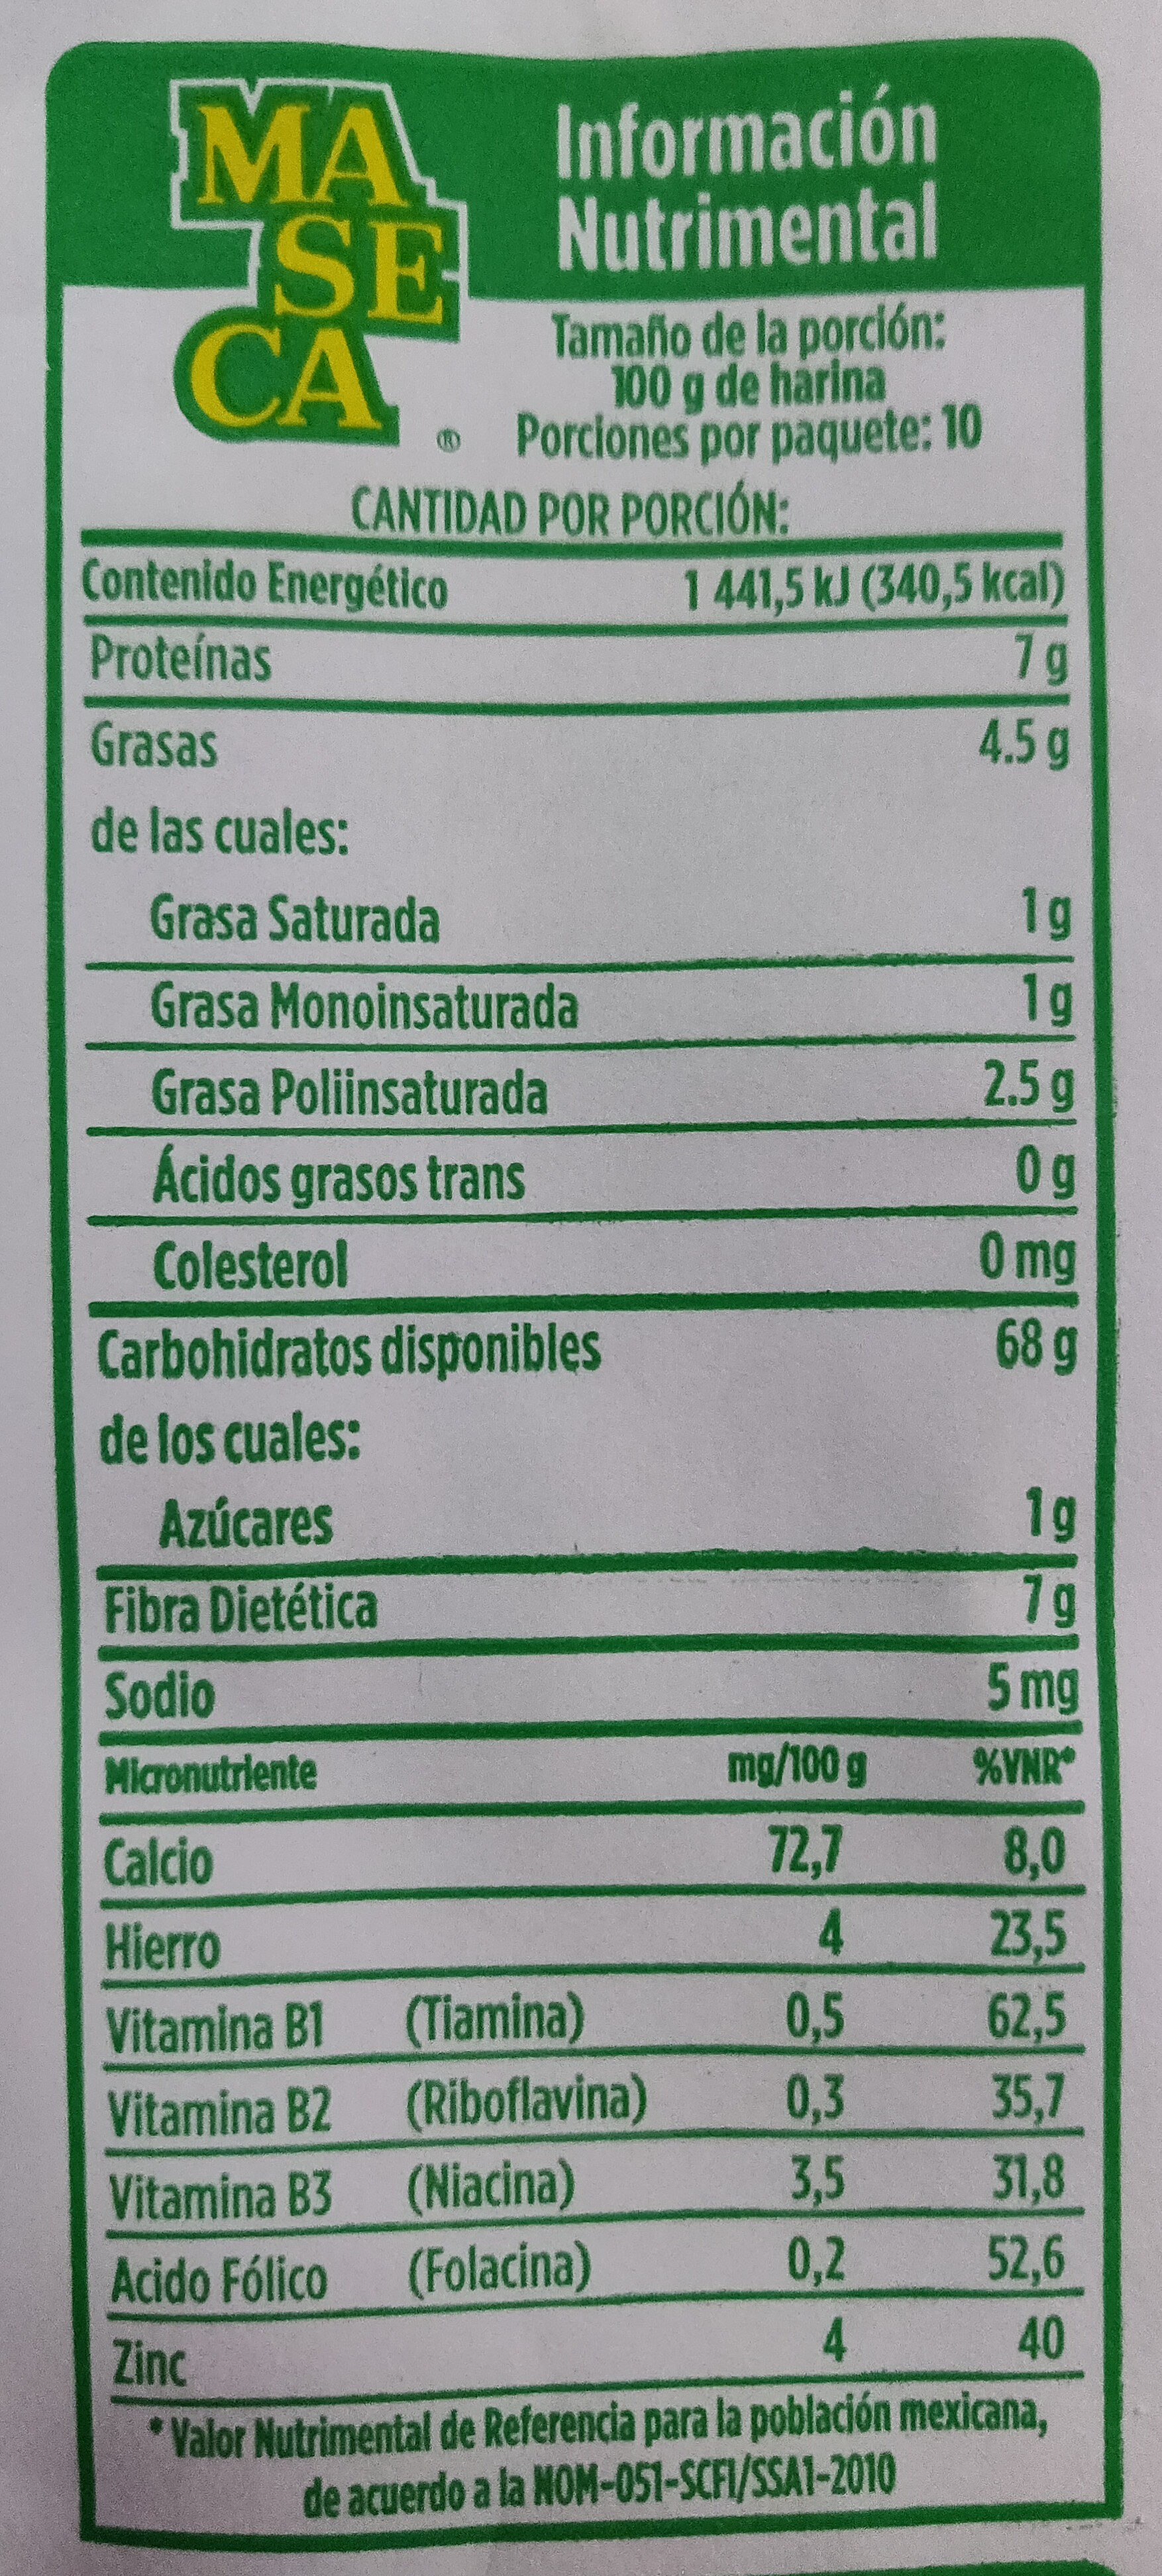 MA
SE
CA
®
Información
Nutrimental
Tamaño de la porción:
100 g de harina
Porciones por paquete: 10
CANTIDAD POR PORCIÓN:
Contenido Energético 1 441,5 kJ (340,5 kcal)
Proteínas 7 g
Grasas 4.5 g
de las cuales:
Grasa Saturada 1 g
Grasa Monoinsaturada 1 g
Grasa Poliinsaturada 2.5 g
Ácidos grasos trans 0 g
Colesterol 0 mg
Carbohidratos disponibles 68 g
de los cuales:
Azúcares 1 g
Fibra Dietética 7 g
Sodio 5 mg
Micronutriente mg/100 g %VNR*
Calcio 72,7 8,0
Hierro 4 23,5
Vitamina B1 (Tiamina) 0,5 62,5
Vitamina B2 (Riboflavina) 0,3 35,7
Vitamina B3 (Niacina) 3,5 31,8
Acido Fólico (Folacina) 0,2 52,6
Zinc 4 40
* Valor Nutrimental de Referencia para la población mexicana,
de acuerdo a la NOM-051-SCFI/SSA1-2010